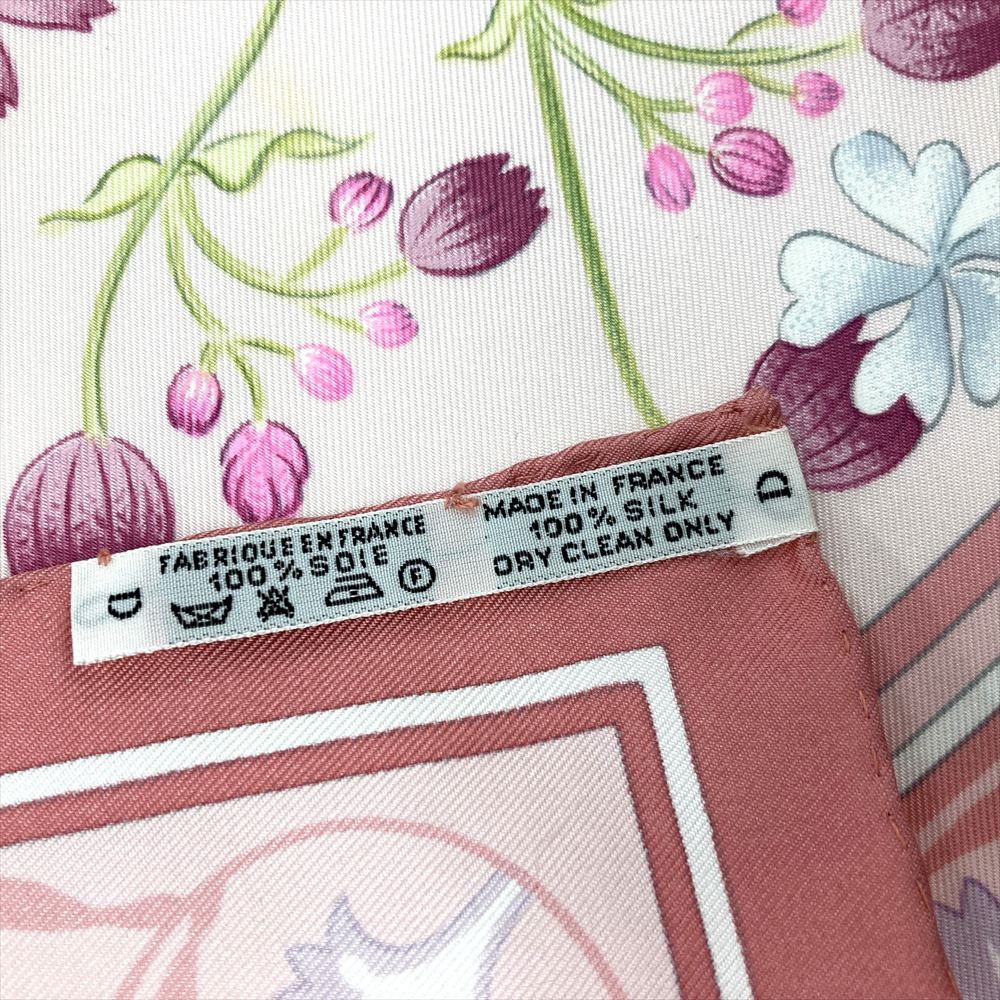 FABRIQUE EN FRANCE
100% SOIE
F
D
MADE IN FRANCE
100% SILK
DRY CLEAN ONLY
D